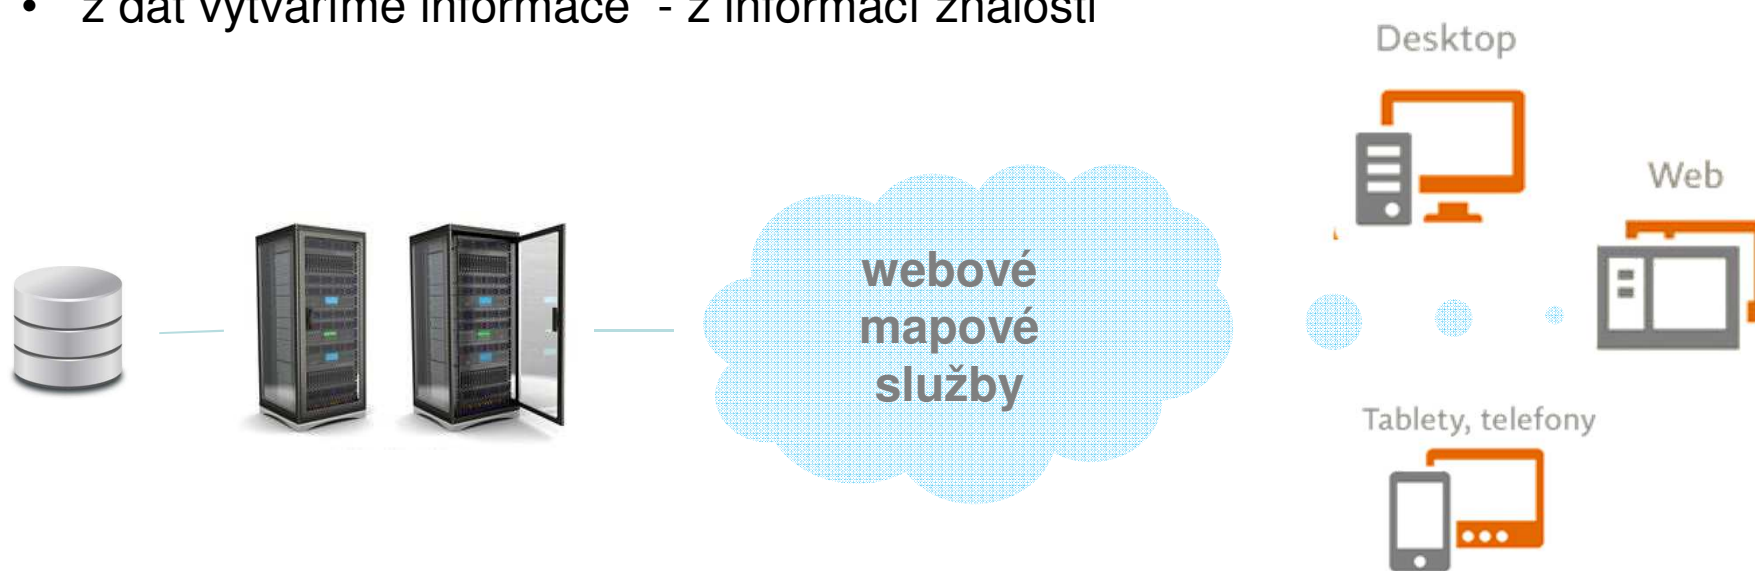 • z dat vytváříme informace - z informací znalosti
Desktop
Web
webové
mapové
služby
Tablety, telefony